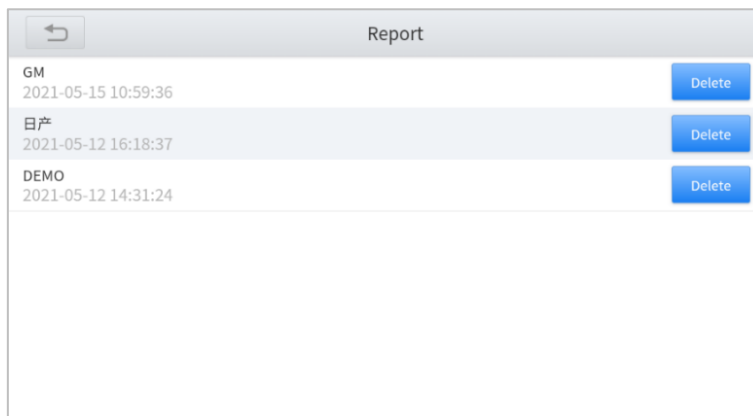 Report
GM
2021-05-15 10:59:36
Delete
日产
2021-05-12 16:18:37
Delete
DEMO
2021-05-12 14:31:24
Delete